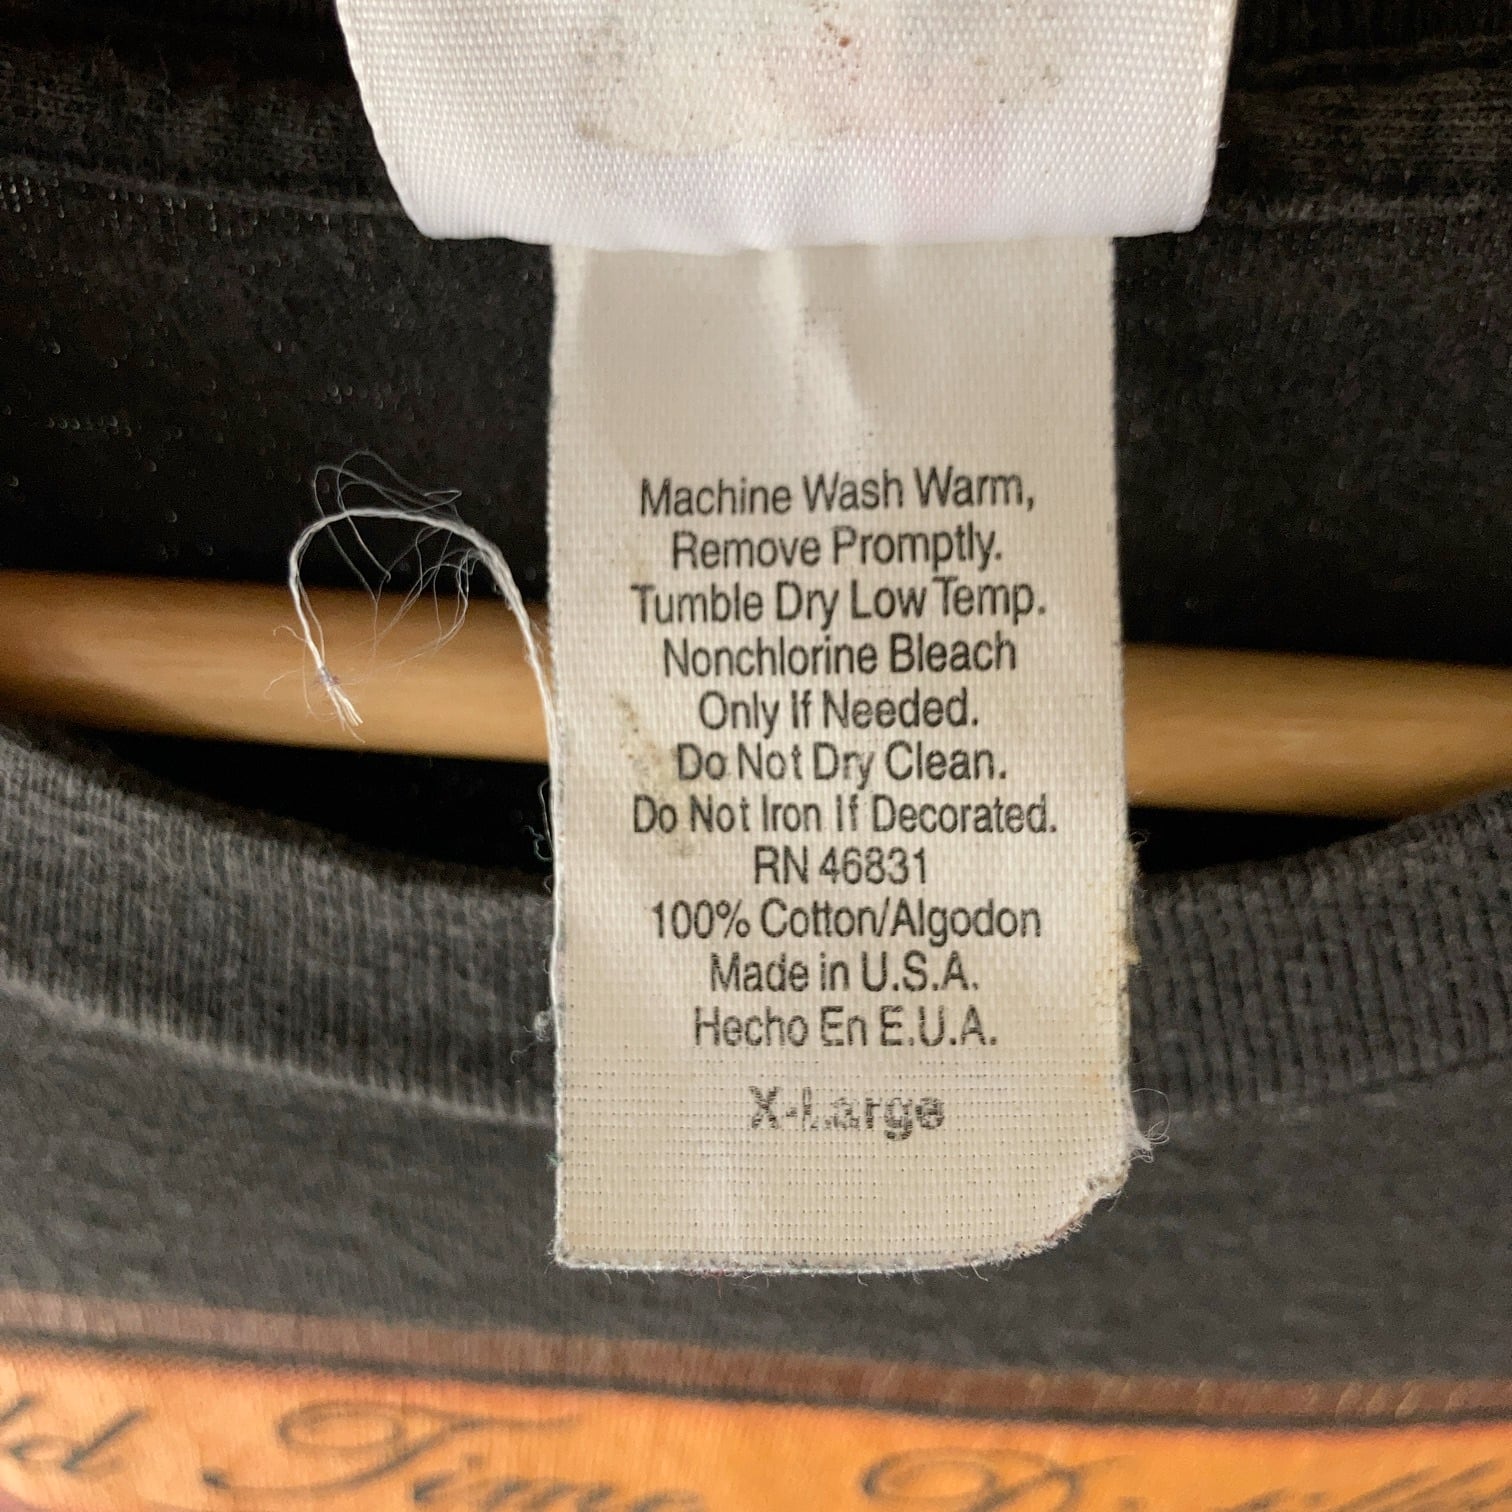 Machine Wash Warm,
Remove Promptly.
Tumble Dry Low Temp.
Nonchlorine Bleach
Only If Needed.
Do Not Dry Clean.
Do Not Iron If Decorated.
RN 46831
100% Cotton/Algodon
Made in U.S.A.
Hecho En E.U.A.
X-Large
Time